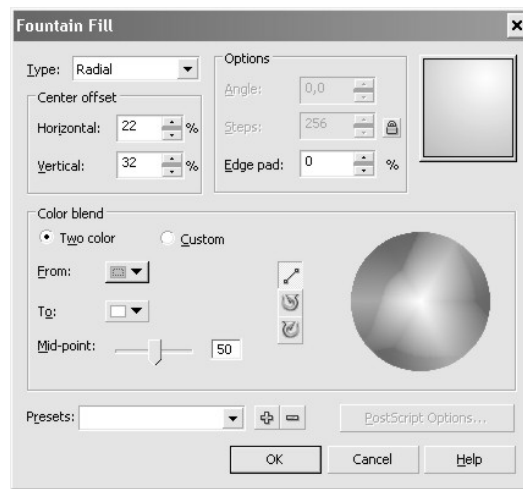 Fountain Fill
Type: Radial
Center offset
Horizontal: 22 %
Vertical: 32 %
Options
Angle: 0,0
Steps: 256
Edge pad: 0 %
Color blend
Two color
Custom
From:
To:
Mid-point: 50
Presets:
PostScript Options...
OK
Cancel
Help